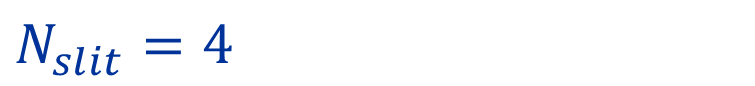 N_slit = 4